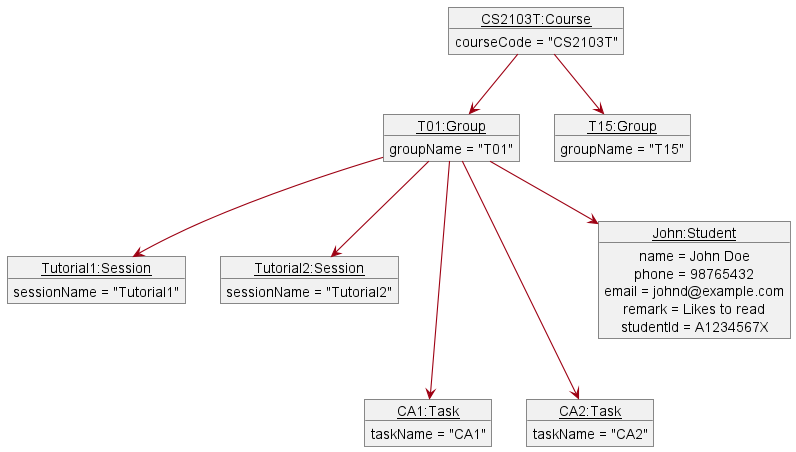 CS2103T:Course
courseCode = "CS2103T"
T01:Group
groupName = "T01"
T15:Group
groupName = "T15"
Tutorial1:Session
sessionName = "Tutorial1"
Tutorial2:Session
sessionName = "Tutorial2"
John:Student
name = John Doe
phone = 98765432
email = johnd@example.com
remark = Likes to read
studentId = A1234567X
CA1:Task
taskName = "CA1"
CA2:Task
taskName = "CA2"